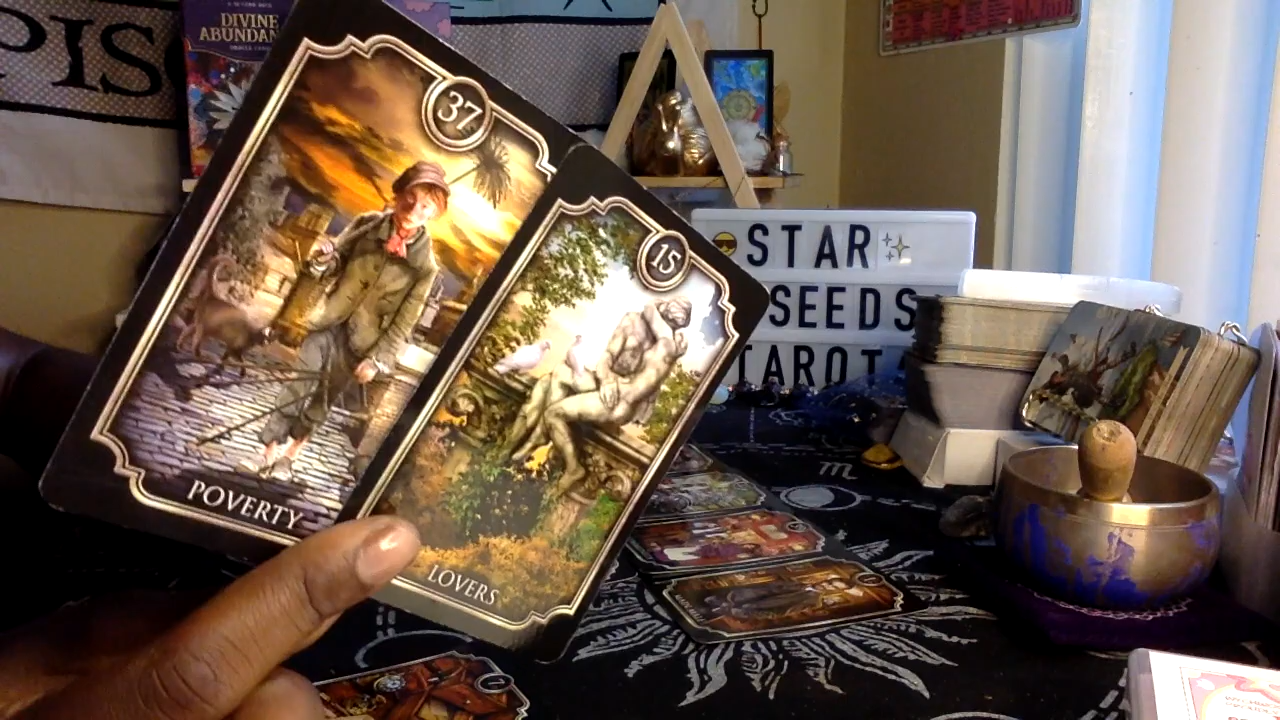 PISC
DIVINE
ABUNDAN
37
POVERTY
15
LOVERS
STAR
SEEDS
TAROT